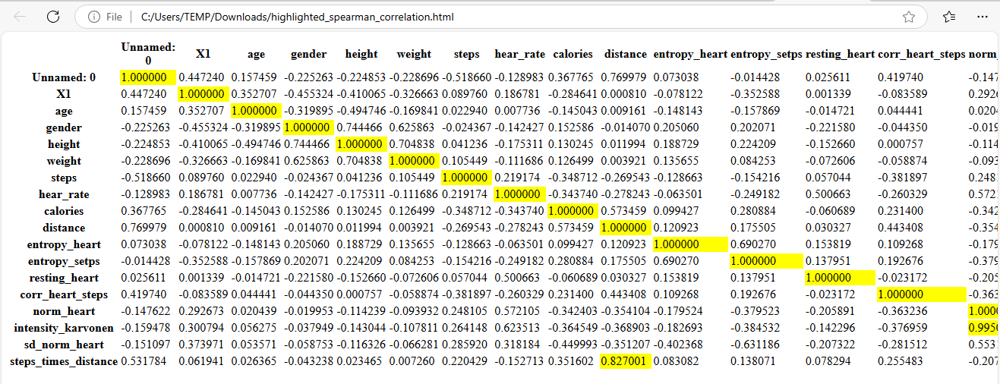 File C:/Users/TEMP/Downloads/highlighted_spearman_correlation.html
Unnamed: 0 X1 age gender height weight steps hear_rate calories distance entropy_heart entropy_setps resting_heart corr_heart_steps norm_
Unnamed: 0 1.000000 0.447240 0.157459 -0.225263 -0.224853 -0.228696 -0.518660 -0.128983 0.367765 0.769979 0.073038 -0.014428 0.025611 0.419740 -0.147
X1 0.447240 1.000000 0.352707 -0.455324 -0.410065 -0.326663 0.089760 0.186781 -0.284641 0.000810 -0.078122 -0.352588 0.001339 -0.083589 0.2926
age 0.157459 0.352707 1.000000 -0.319895 -0.494746 -0.169841 0.022940 0.007736 -0.145043 0.009161 -0.148143 -0.157869 -0.014721 0.044441 0.0204
gender -0.225263 -0.455324 -0.319895 1.000000 0.744466 0.625863 -0.024367 -0.142427 0.152586 -0.014070 0.205060 0.202071 -0.221580 -0.044350 -0.019
height -0.224853 -0.410065 -0.494746 0.744466 1.000000 0.704838 0.041236 -0.175311 0.130245 0.011994 0.188729 0.224209 -0.152660 0.000757 -0.114
weight -0.228696 -0.326663 -0.169841 0.625863 0.704838 1.000000 0.105449 -0.111686 0.126499 0.003921 0.135655 0.084253 -0.072606 -0.058874 -0.093
steps -0.518660 0.089760 0.022940 -0.024367 0.041236 0.105449 1.000000 0.219174 -0.348712 -0.269543 -0.128663 -0.154216 0.057044 -0.381897 0.248
hear_rate -0.128983 0.186781 0.007736 -0.142427 -0.175311 -0.111686 0.219174 1.000000 -0.343740 -0.278243 -0.063501 -0.249182 0.500663 -0.260329 0.572
calories 0.367765 -0.284641 -0.145043 0.152586 0.130245 0.126499 -0.348712 -0.343740 1.000000 0.573459 0.099427 0.280884 -0.060689 0.231400 -0.342
distance 0.769979 0.000810 0.009161 -0.014070 0.011994 0.003921 -0.269543 -0.278243 0.573459 1.000000 0.120923 0.175505 0.030327 0.443408 -0.354
entropy_heart 0.073038 -0.078122 -0.148143 0.205060 0.188729 0.135655 -0.128663 -0.063501 0.099427 0.120923 1.000000 0.690270 0.153819 0.109268 -0.179
entropy_setps -0.014428 -0.352588 -0.157869 0.202071 0.224209 0.084253 -0.154216 -0.249182 0.280884 0.175505 0.690270 1.000000 0.137951 0.192676 -0.379
resting_heart 0.025611 0.001339 -0.014721 -0.221580 -0.152660 -0.072606 0.057044 0.500663 -0.060689 0.030327 0.153819 0.137951 1.000000 -0.023172 -0.205
corr_heart_steps 0.419740 -0.083589 0.044441 -0.044350 0.000757 -0.058874 -0.381897 -0.260329 0.231400 0.443408 0.109268 0.192676 -0.023172 1.000000 -0.363
norm_heart -0.147622 0.292673 0.020439 -0.019953 -0.114239 -0.093932 0.248105 0.572105 -0.342403 -0.354104 -0.179524 -0.379523 -0.205891 -0.363236 1.000
intensity_karvonen -0.159478 0.300794 0.056275 -0.037949 -0.143044 -0.107811 0.264148 0.623513 -0.364549 -0.368903 -0.182693 -0.384532 -0.142296 -0.376959 0.995
sd_norm_heart -0.151097 0.373971 0.053571 -0.058753 -0.116326 -0.066281 0.285920 0.318184 -0.449993 -0.351207 -0.402368 -0.631186 -0.207322 -0.281512 0.553
steps_times_distance 0.531784 0.061941 0.026365 -0.043238 0.023465 0.007260 0.220429 -0.152713 0.351602 0.827001 0.083082 0.138071 0.078294 0.255483 -0.207